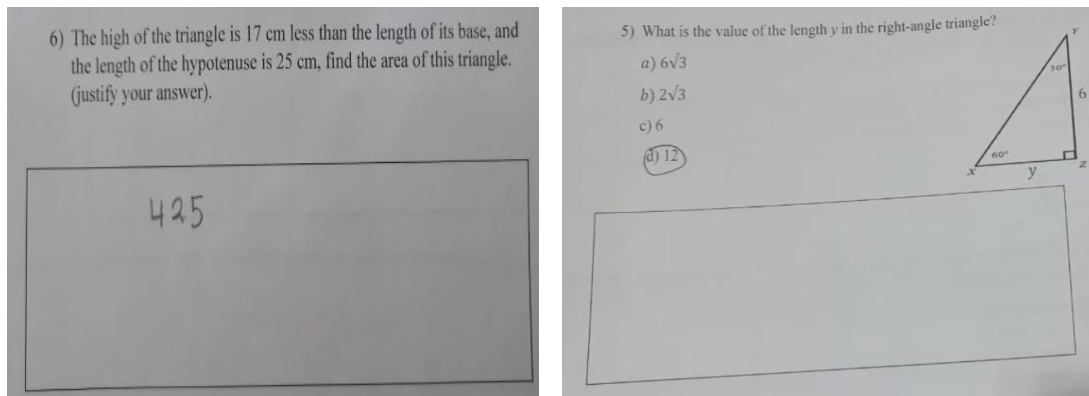 6) The high of the triangle is 17 cm less than the length of its base, and
the length of the hypotenuse is 25 cm, find the area of this triangle.
(justify your answer).
425
5) What is the value of the length y in the right-angle triangle?
a) 6√3
b) 2√3
c) 6
d) 12
Y
30°
6
60°
x
y
z